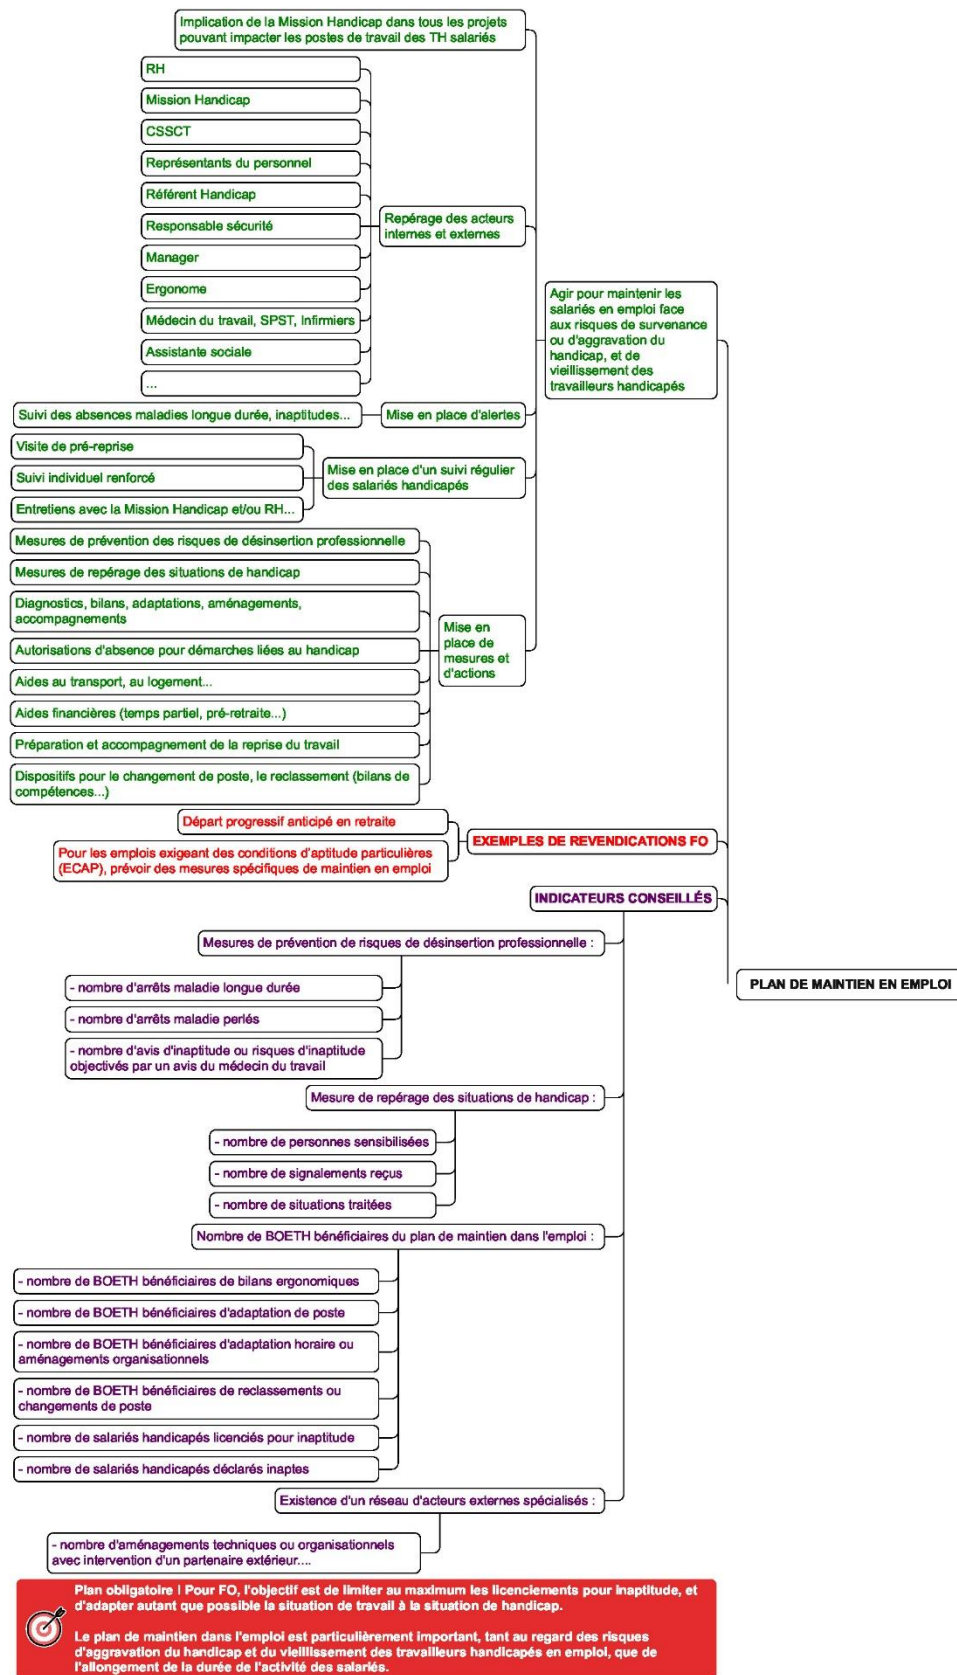 Implication de la Mission Handicap dans tous les projets
pouvant impacter les postes de travail des TH salariés
RH
Mission Handicap
CSSCT
Représentants du personnel
Référent Handicap
Responsable sécurité
Manager
Ergonome
Médecin du travail, SPST, Infirmiers
Assistante sociale
...
Repérage des acteurs
internes et externes
Agir pour maintenir les
salariés en emploi face
aux risques de survenance
ou d'aggravation du
handicap, et de
vieillissement des
travailleurs handicapés
Suivi des absences maladies longue durée, inaptitudes...
Mise en place d'alertes
Visite de pré-reprise
Suivi individuel renforcé
Entretiens avec la Mission Handicap et/ou RH...
Mise en place d'un suivi régulier
des salariés handicapés
Mesures de prévention des risques de désinsertion professionnelle
Mesures de repérage des situations de handicap
Diagnostics, bilans, adaptations, aménagements,
accompagnements
Autorisations d'absence pour démarches liées au handicap
Aides au transport, au logement...
Aides financières (temps partiel, pré-retraite...)
Préparation et accompagnement de la reprise du travail
Dispositifs pour le changement de poste, le reclassement (bilans de
compétences...)
Mise en
place de
mesures et
d'actions
Départ progressif anticipé en retraite
Pour les emplois exigeant des conditions d'aptitude particulières
(ECAP), prévoir des mesures spécifiques de maintien en emploi
EXEMPLES DE REVENDICATIONS FO
INDICATEURS CONSEILLÉS
Mesures de prévention de risques de désinsertion professionnelle :
- nombre d'arrêts maladie longue durée
- nombre d'arrêts maladie perlés
- nombre d'avis d'inaptitude ou risques d'inaptitude
objectivés par un avis du médecin du travail
PLAN DE MAINTIEN EN EMPLOI
Mesure de repérage des situations de handicap :
- nombre de personnes sensibilisées
- nombre de signalements reçus
- nombre de situations traitées
Nombre de BOETH bénéficiaires du plan de maintien dans l'emploi :
- nombre de BOETH bénéficiaires de bilans ergonomiques
- nombre de BOETH bénéficiaires d'adaptation de poste
- nombre de BOETH bénéficiaires d'adaptation horaire ou
aménagements organisationnels
- nombre de BOETH bénéficiaires de reclassements ou
changements de poste
- nombre de salariés handicapés licenciés pour inaptitude
- nombre de salariés handicapés déclarés inaptes
Existence d'un réseau d'acteurs externes spécialisés :
- nombre d'aménagements techniques ou organisationnels
avec intervention d'un partenaire extérieur....
Plan obligatoire ! Pour FO, l'objectif est de limiter au maximum les licenciements pour inaptitude, et
d'adapter autant que possible la situation de travail à la situation de handicap.
Le plan de maintien dans l'emploi est particulièrement important, tant au regard des risques
d'aggravation du handicap et du vieillissement des travailleurs handicapés en emploi, que de
l'allongement de la durée de l'activité des salariés.